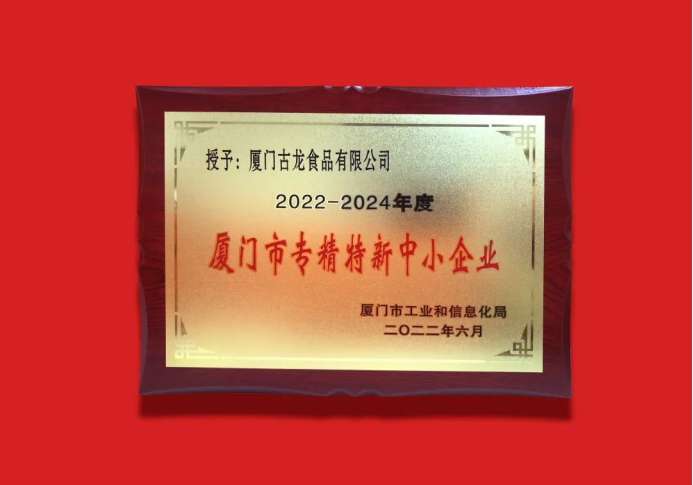 授予：厦门古龙食品有限公司
2022-2024年度
厦门市专精特新中小企业
厦门市工业和信息化局
二〇二二年六月